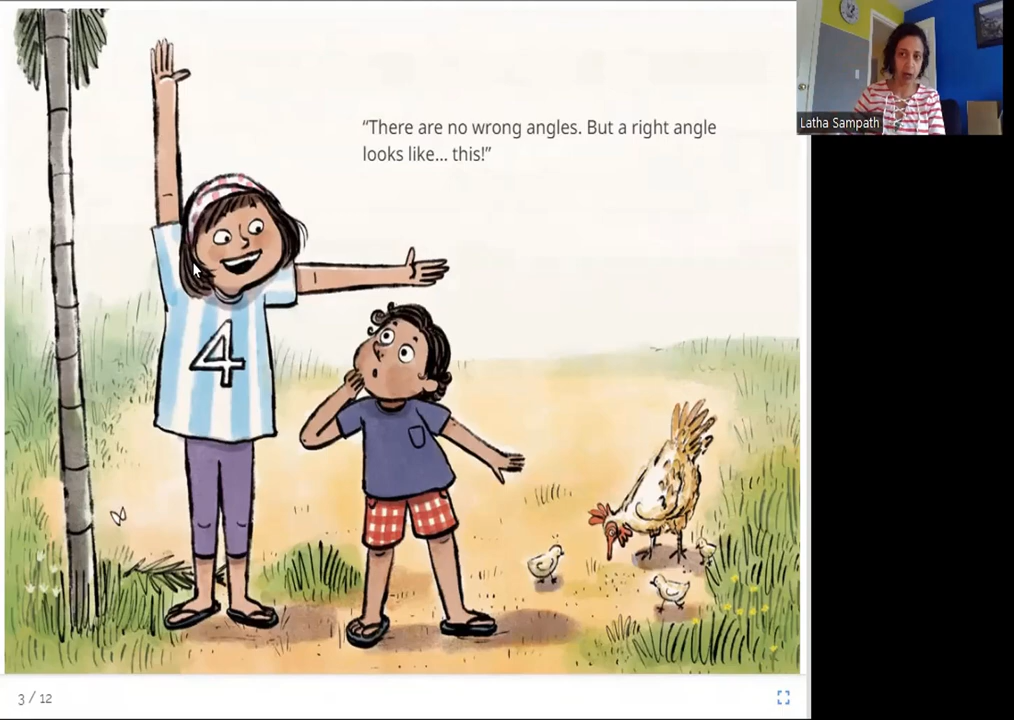 "There are no wrong angles. But a right angle
looks like... this!"
Latha Sampath
4
3 / 12